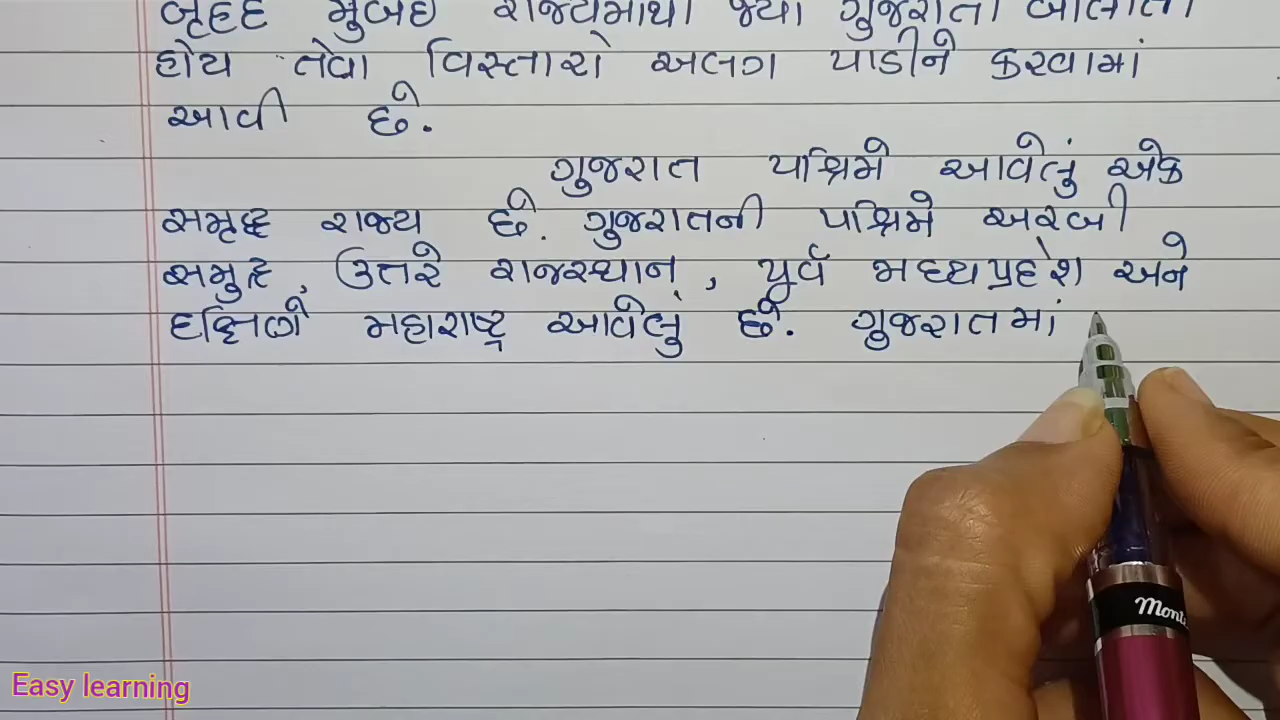 બૃહદ મુંબઇ રાજ્યમાંથી જ્યાં ગુજરાતી બોલાતી
હોય તેવા વિસ્તારો અલગ પાડીને કરવામાં
આવી છે.
ગુજરાત પશ્ચિમે આવેલું એક
સમૃદ્ધ રાજ્ય છે. ગુજરાતની પશ્ચિમે અરબી
સમુદ્ર, ઉત્તરે રાજસ્થાન, પૂર્વે મધ્યપ્રદેશ અને
દક્ષિણે મહારાષ્ટ્ર આવેલું છે. ગુજરાતમાં
Mont
Easy learning